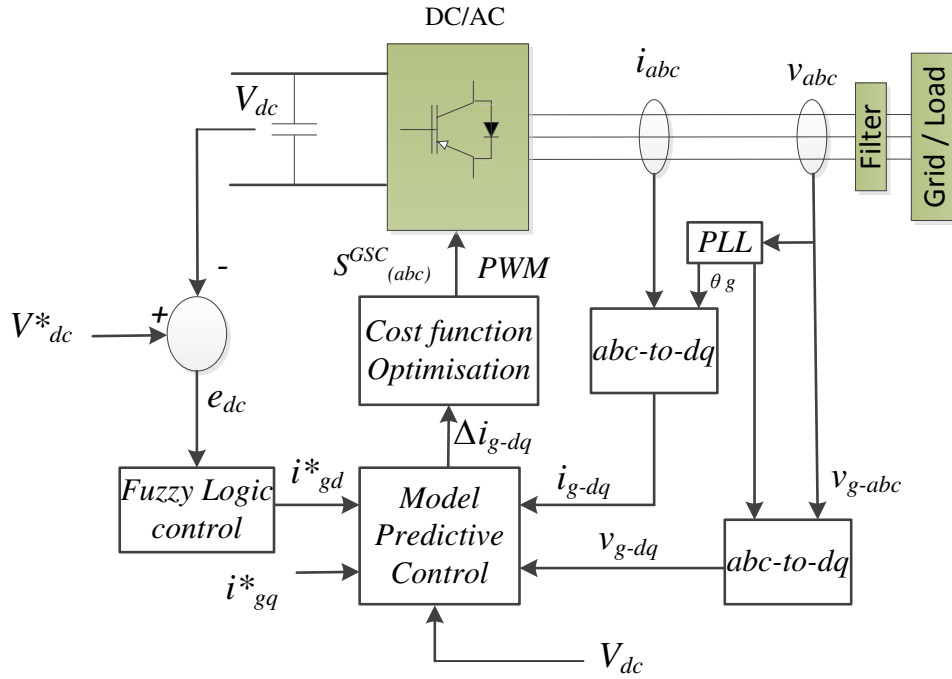 DC/AC
V_dc
i_abc
v_abc
Filter
Grid / Load
S^GSC_(abc)
PWM
PLL
θ g
-
+
V*_dc
Cost function
Optimisation
abc-to-dq
e_dc
Δi_g-dq
Fuzzy Logic
control
i*_gd
Model
Predictive
Control
i_g-dq
v_g-abc
v_g-dq
abc-to-dq
i*_gq
V_dc